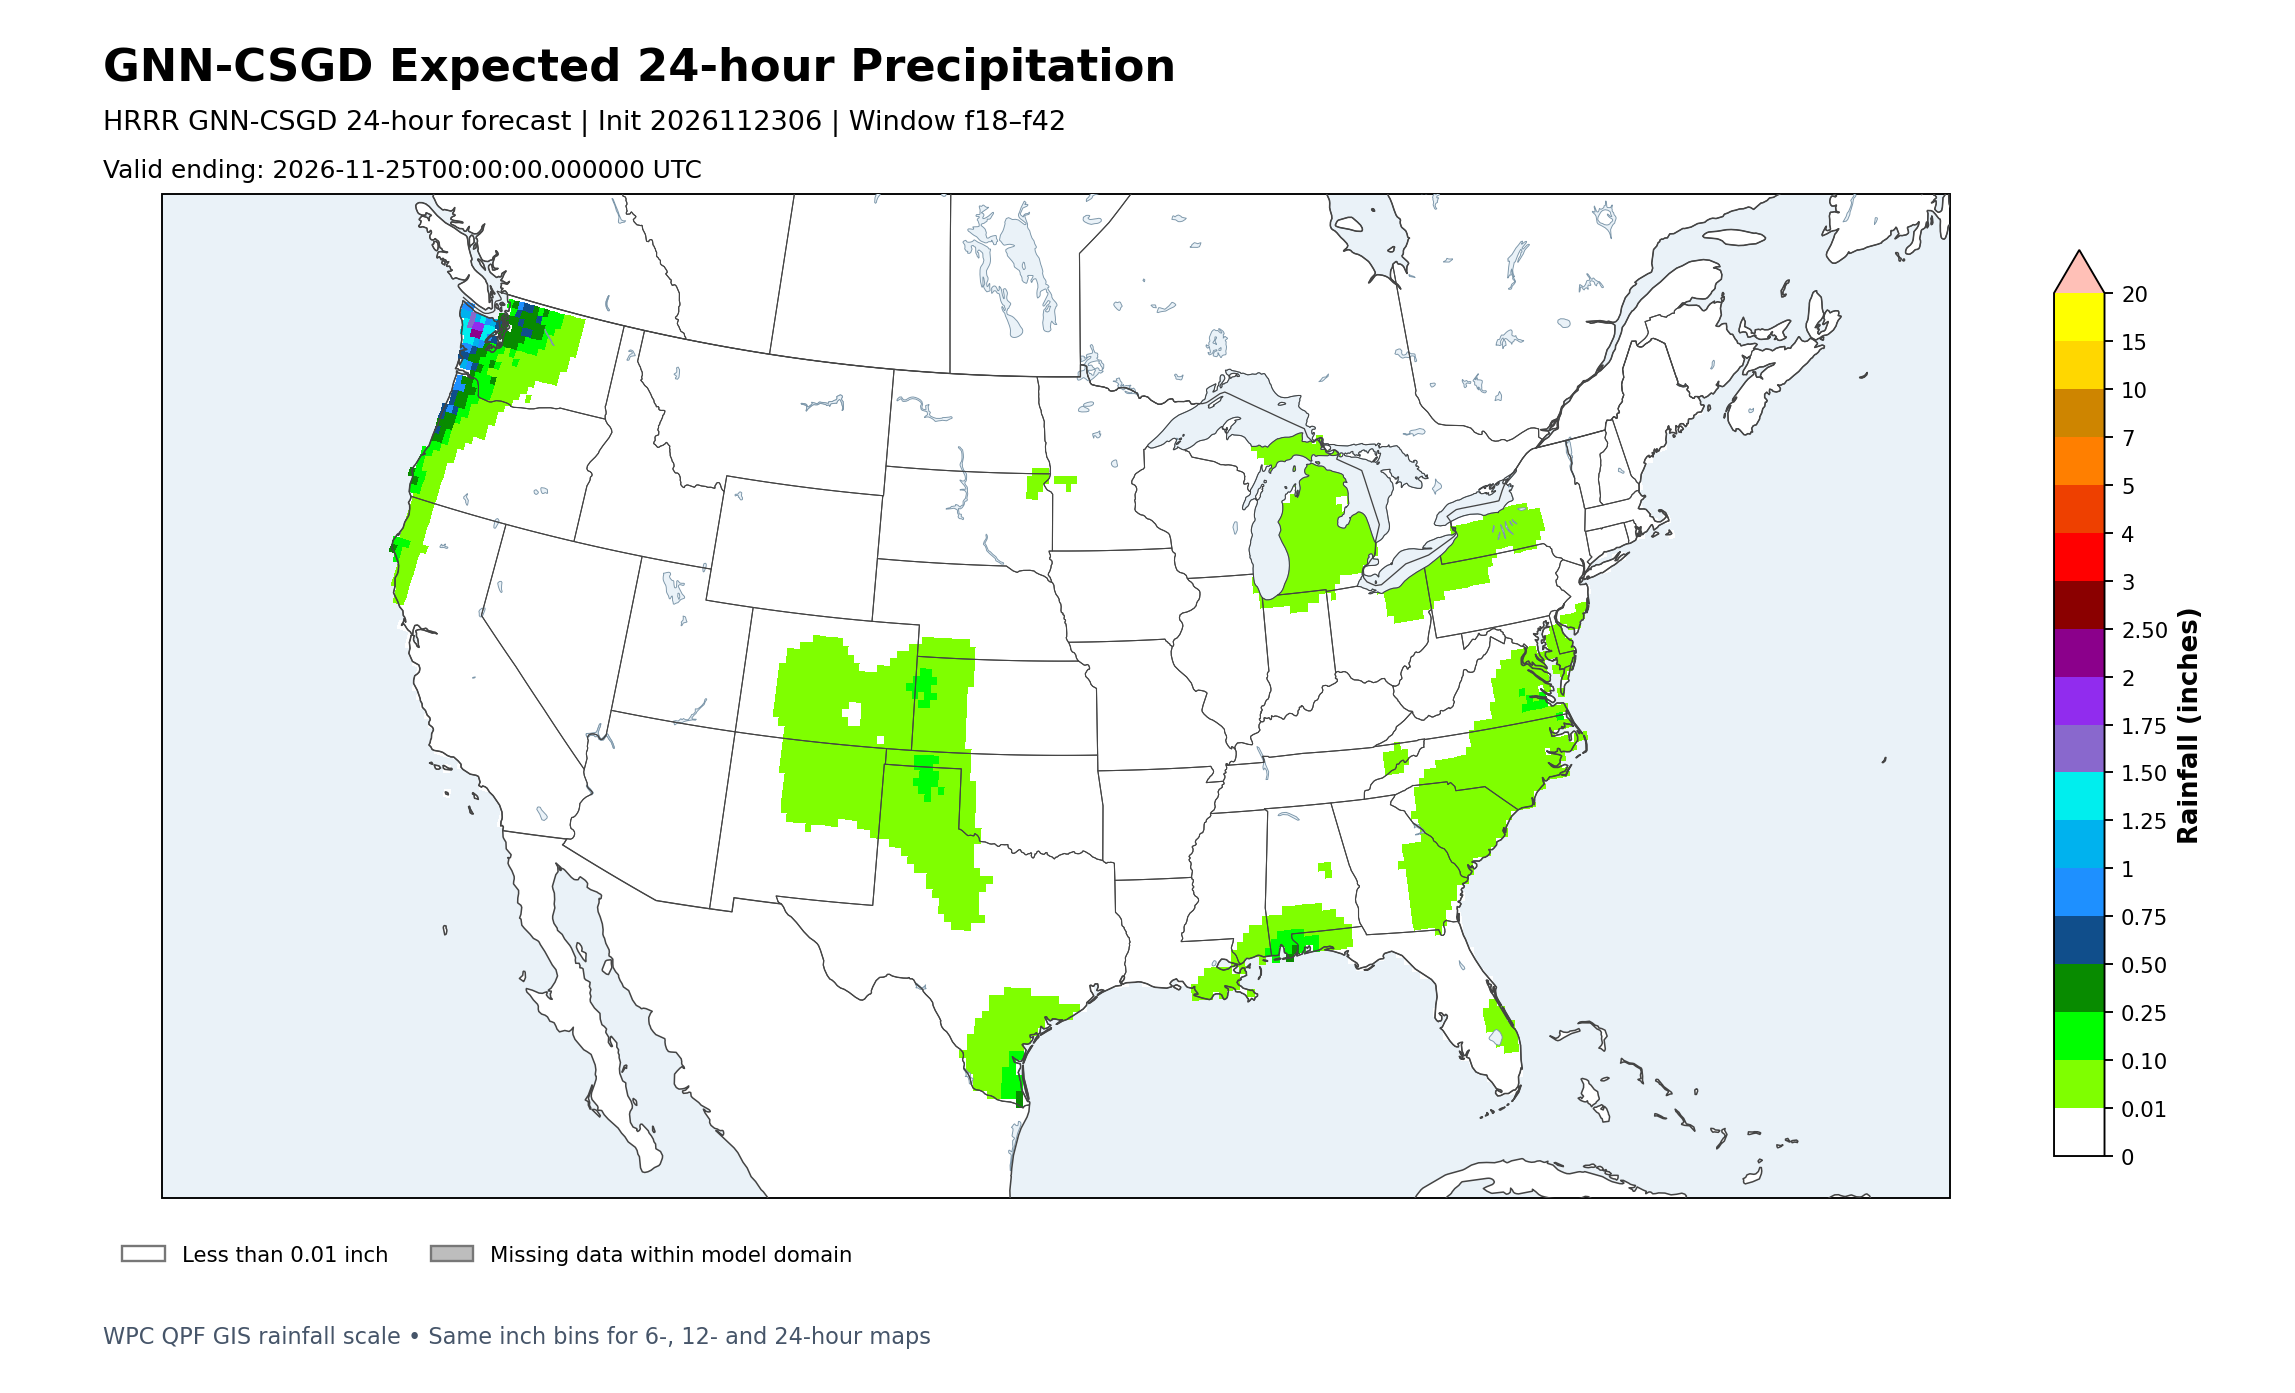 GNN-CSGD Expected 24-hour Precipitation
HRRR GNN-CSGD 24-hour forecast | Init 2026112306 | Window f18–f42
Valid ending: 2026-11-25T00:00:00.000000 UTC
20
15
10
7
5
4
3
2.50
2
1.75
1.50
1.25
1
0.75
0.50
0.25
0.10
0.01
0
Rainfall (inches)
Less than 0.01 inch
Missing data within model domain
WPC QPF GIS rainfall scale • Same inch bins for 6-, 12- and 24-hour maps